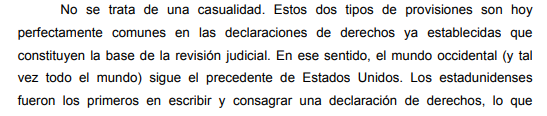 No se trata de una casualidad. Estos dos tipos de provisiones son hoy
perfectamente comunes en las declaraciones de derechos ya establecidas que
constituyen la base de la revisión judicial. En ese sentido, el mundo occidental (y tal
vez todo el mundo) sigue el precedente de Estados Unidos. Los estadunidenses
fueron los primeros en escribir y consagrar una declaración de derechos, lo que